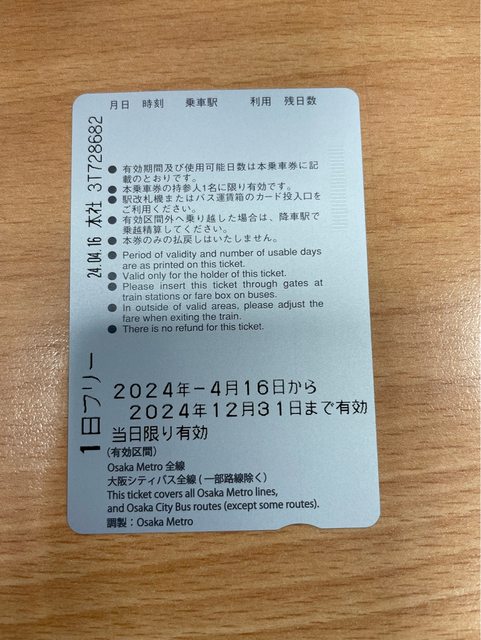 月日 時刻 乗車駅 利用 残日数
24.04.16 本社 3T728682
● 有効期間及び使用可能日数は本乗車券に記
載のとおりです。
● 本乗車券の持参人1名に限り有効です。
● 駅改札機またはバス運賃箱のカード投入口を
ご利用ください。
● 有効区間外へ乗り越した場合は、降車駅で
乗越精算してください。
● 本券のみの払戻しはいたしません。
● Period of validity and number of usable days
are as printed on this ticket.
● Valid only for the holder of this ticket.
● Please insert this ticket through gates at
train stations or fare box on buses.
● In outside of valid areas, please adjust the
fare when exiting the train.
● There is no refund for this ticket.
1日フリー
2024年-4月16日から
2024年12月31日まで有効
当日限り有効
(有効区間)
Osaka Metro 全線
大阪シティバス全線(一部路線除く)
This ticket covers all Osaka Metro lines,
and Osaka City Bus routes (except some routes).
調製:Osaka Metro